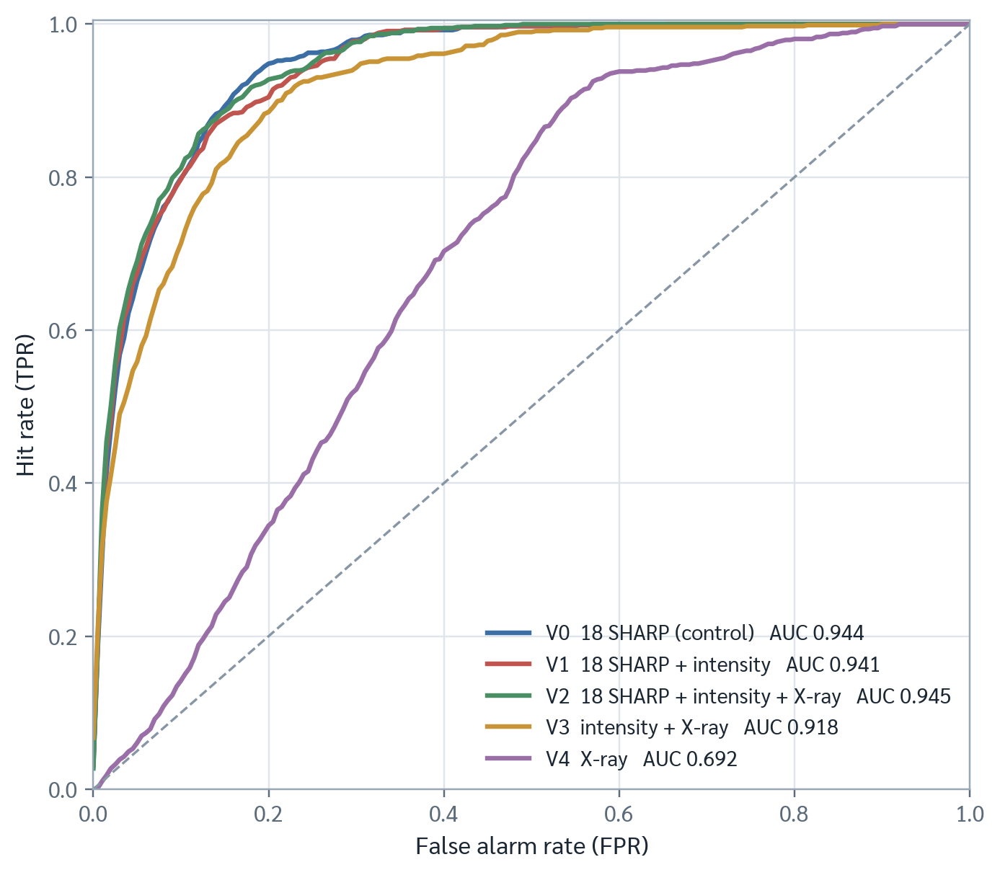 1.0
0.8
0.6
0.4
0.2
0.0
Hit rate (TPR)
V0 18 SHARP (control) AUC 0.944
V1 18 SHARP + intensity AUC 0.941
V2 18 SHARP + intensity + X-ray AUC 0.945
V3 intensity + X-ray AUC 0.918
V4 X-ray AUC 0.692
0.0 0.2 0.4 0.6 0.8 1.0
False alarm rate (FPR)